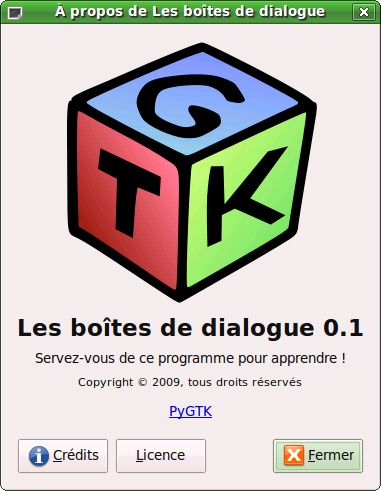 À propos de Les boîtes de dialogue
G
T K
Les boîtes de dialogue 0.1
Servez-vous de ce programme pour apprendre !
Copyright © 2009, tous droits réservés
PyGTK
Crédits Licence Fermer